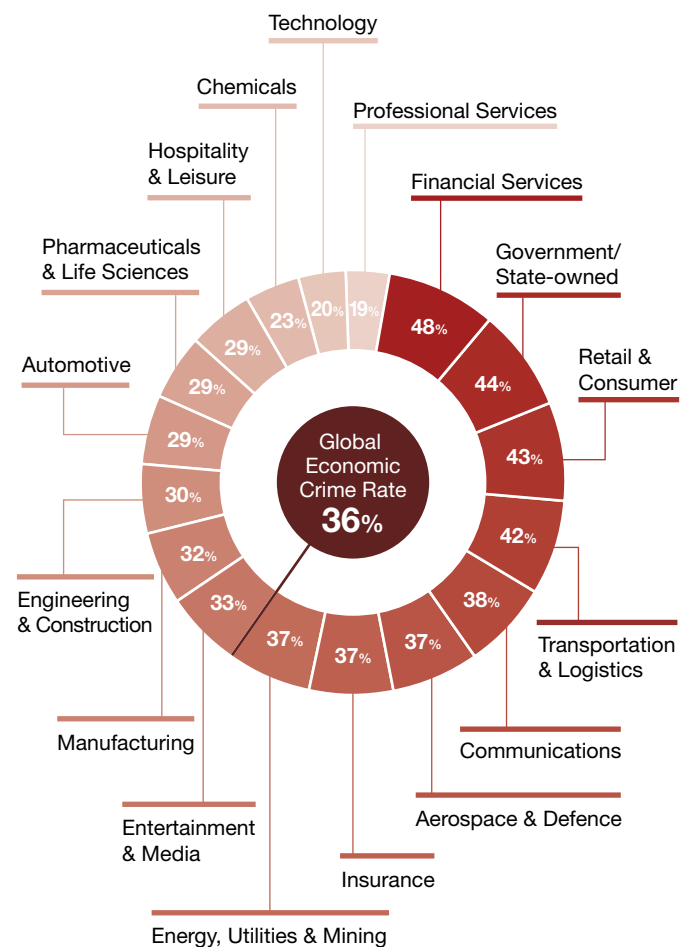 Technology
Chemicals
Professional Services
Hospitality
& Leisure
Financial Services
Pharmaceuticals
& Life Sciences
Government/
State-owned
Automotive
Retail &
Consumer
20%
19%
23%
48%
29%
44%
29%
29%
43%
30%
42%
32%
38%
33%
37%
37%
37%
Global
Economic
Crime Rate
36%
Engineering
& Construction
Transportation
& Logistics
Manufacturing
Communications
Entertainment
& Media
Aerospace & Defence
Insurance
Energy, Utilities & Mining